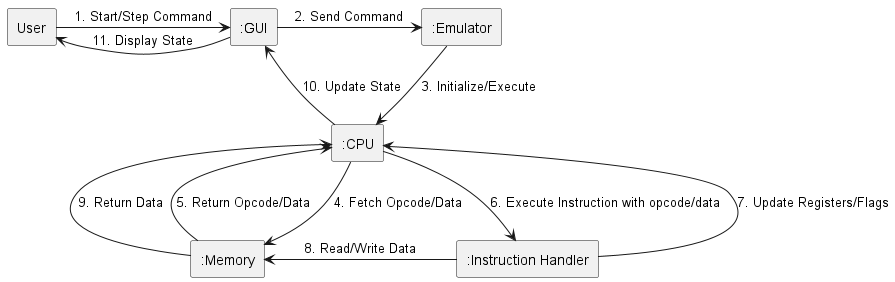 User
1. Start/Step Command
:GUI
2. Send Command
:Emulator
11. Display State
10. Update State
3. Initialize/Execute
:CPU
9. Return Data
5. Return Opcode/Data
4. Fetch Opcode/Data
6. Execute Instruction with opcode/data
7. Update Registers/Flags
:Memory
8. Read/Write Data
:Instruction Handler